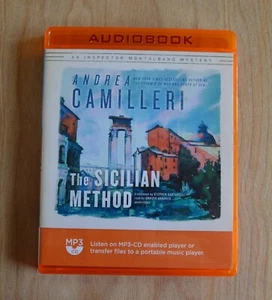 AUDIOBOOK
AN INSPECTOR MONTALBANO MYSTERY
ANDREA
CAMILLERI
The SICILIAN
METHOD
MP3
CD
Listen on MP3-CD enabled player or
transfer files to a portable music player.